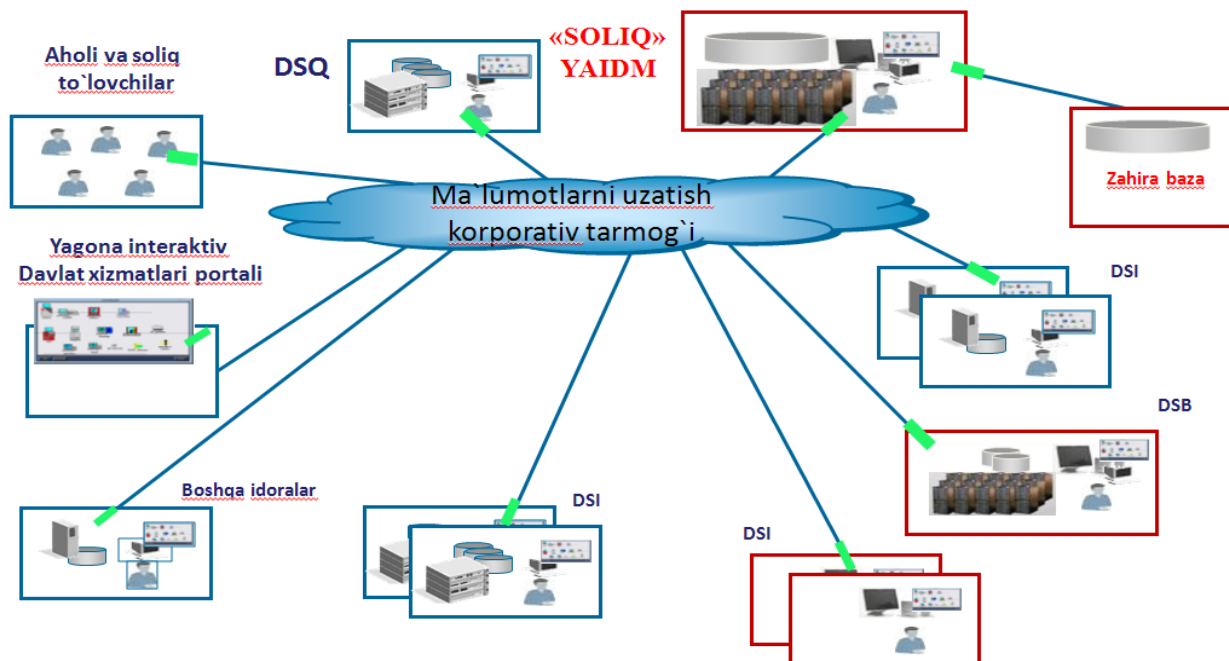 Aholi va soliq
to`lovchilar
DSQ
«SOLIQ»
YAIDM
Zahira baza
Ma`lumotlarni uzatish
korporativ tarmog`i
Yagona interaktiv
Davlat xizmatlari portali
DSI
DSB
Boshqa idoralar
DSI
DSI